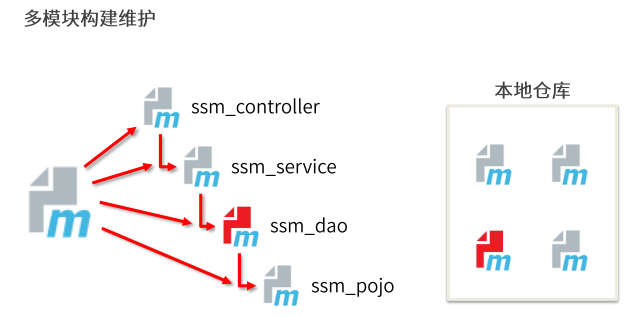 多模块构建维护
本地仓库
m
ssm_controller
m
ssm_service
m
ssm_dao
m
ssm_pojo
m
m
m
m
m